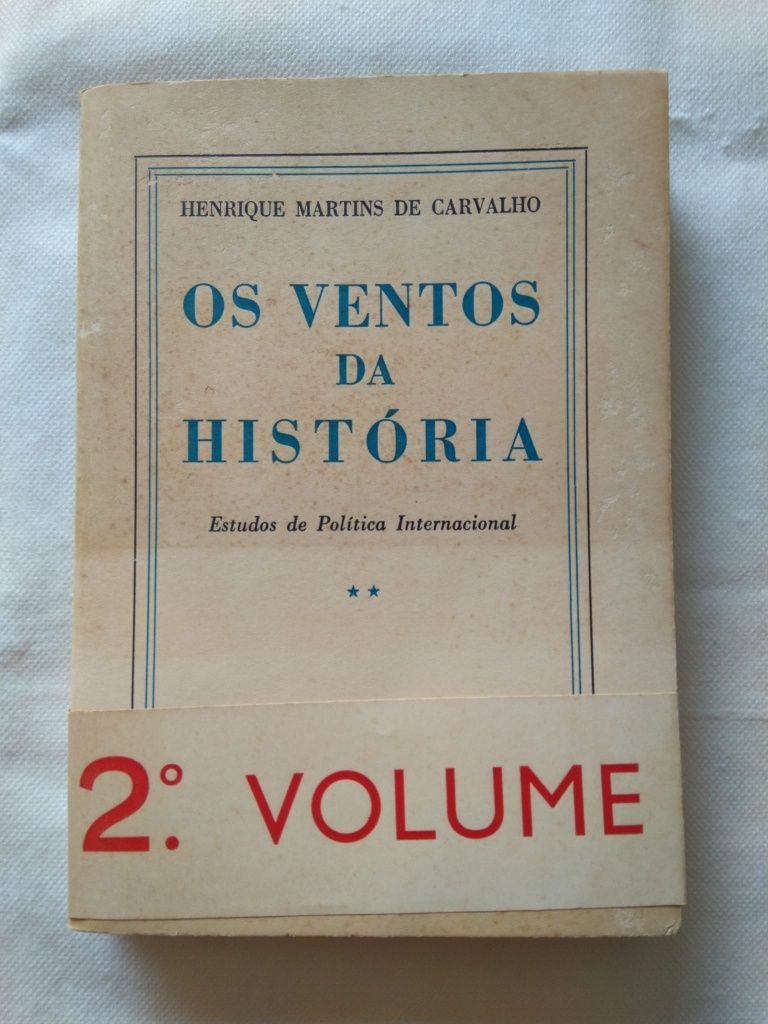 HENRIQUE MARTINS DE CARVALHO
OS VENTOS
DA
HISTÓRIA
Estudos de Política Internacional
★ ★
2.º VOLUME